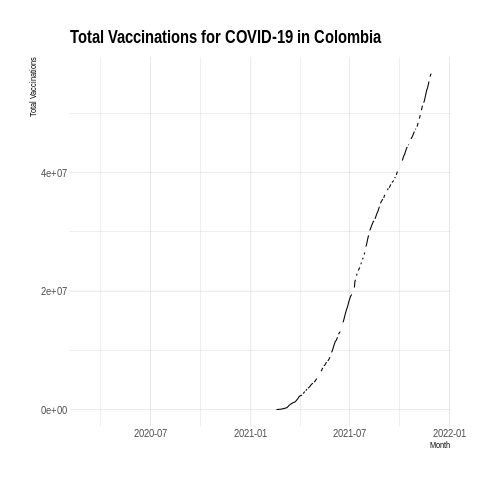 Total Vaccinations for COVID-19 in Colombia
Total Vaccinations
4e+07
2e+07
0e+00
2020-07 2021-01 2021-07 2022-01
Month